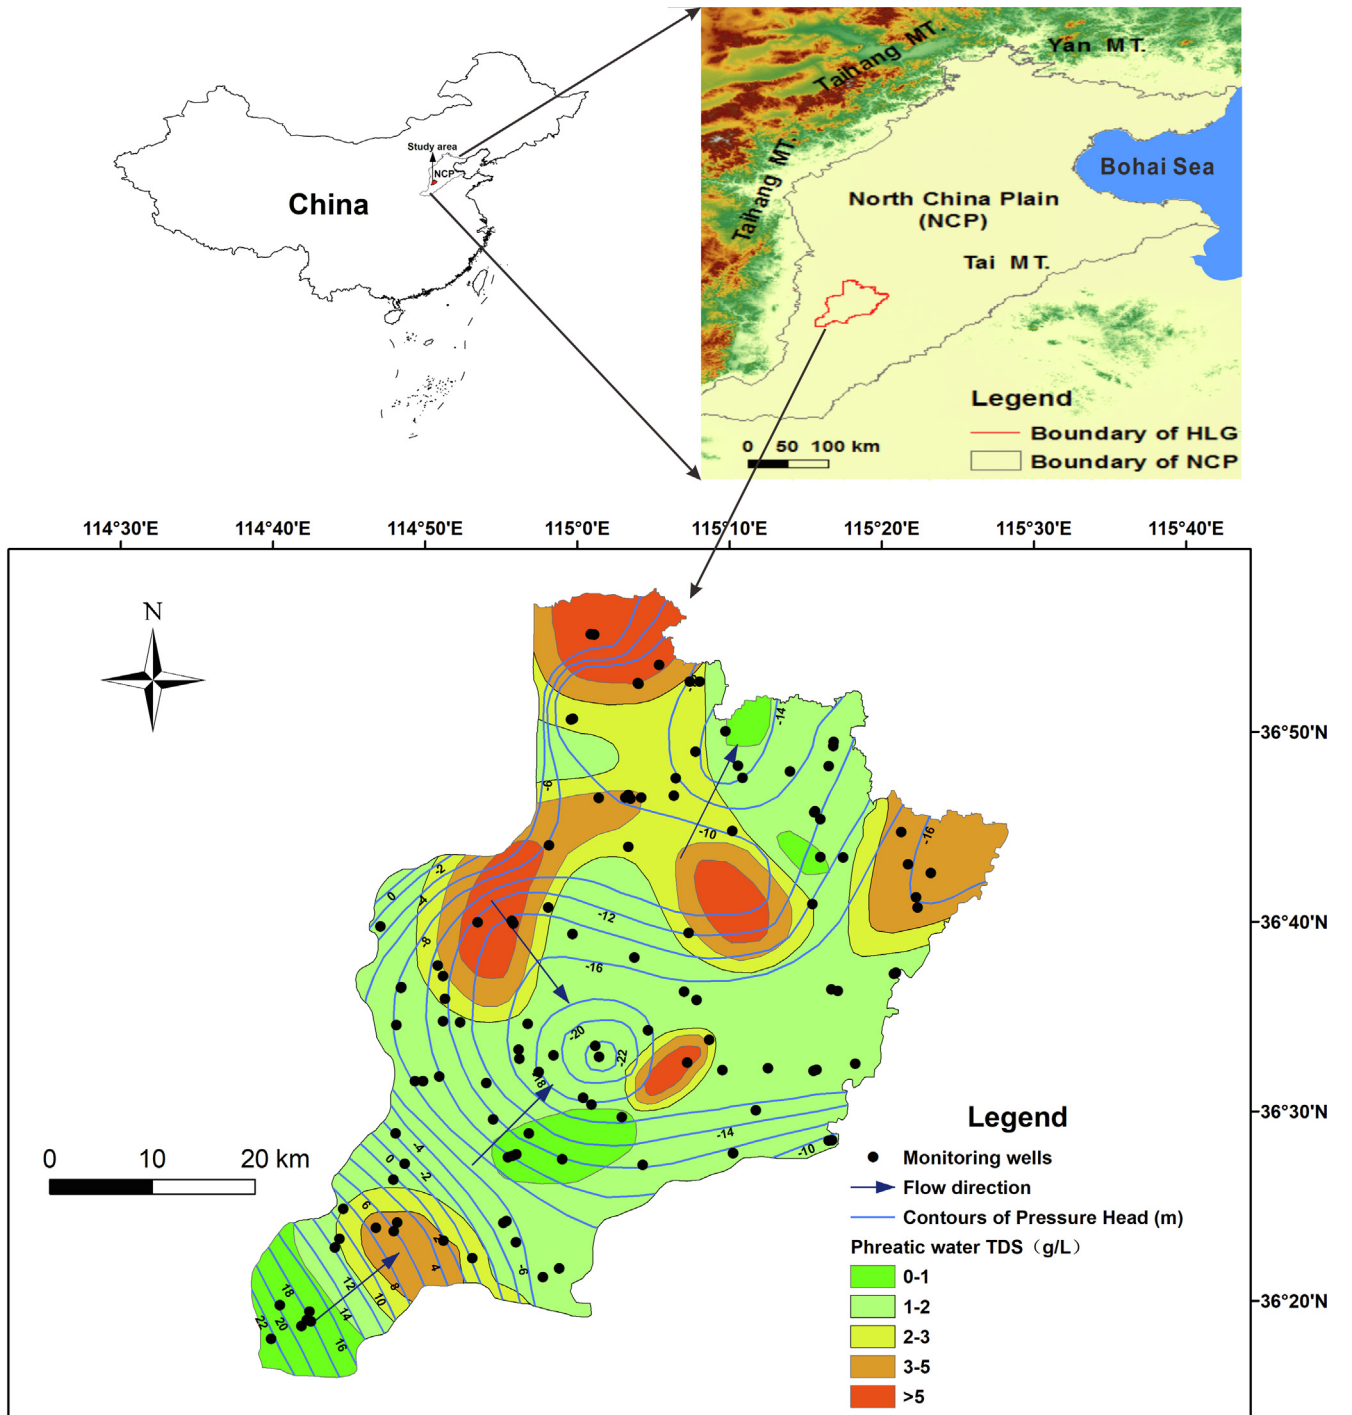 Study area
NCP
China
Taihang MT.
Yan MT.
Taihang MT.
Bohai Sea
North China Plain
(NCP)
Tai MT.
Legend
Boundary of HLG
Boundary of NCP
0 50 100 km
114°30'E 114°40'E 114°50'E 115°0'E 115°10'E 115°20'E 115°30'E 115°40'E
N
36°50'N
36°40'N
36°30'N
36°20'N
-14
-6
-10
-16
-2
0
-4
-8
-12
-16
-20
-22
-18
-14
-10
-4
0
-2
6
2
4
-6
8
12
10
18
14
22
20
16
0 10 20 km
Legend
Monitoring wells
Flow direction
Contours of Pressure Head (m)
Phreatic water TDS（g/L）
0-1
1-2
2-3
3-5
>5